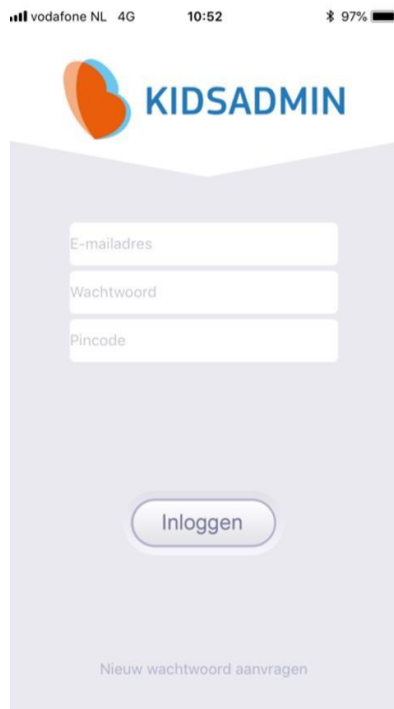 vodafone NL 4G 10:52 97%
KIDSADMIN
E-mailadres
Wachtwoord
Pincode
Inloggen
Nieuw wachtwoord aanvragen